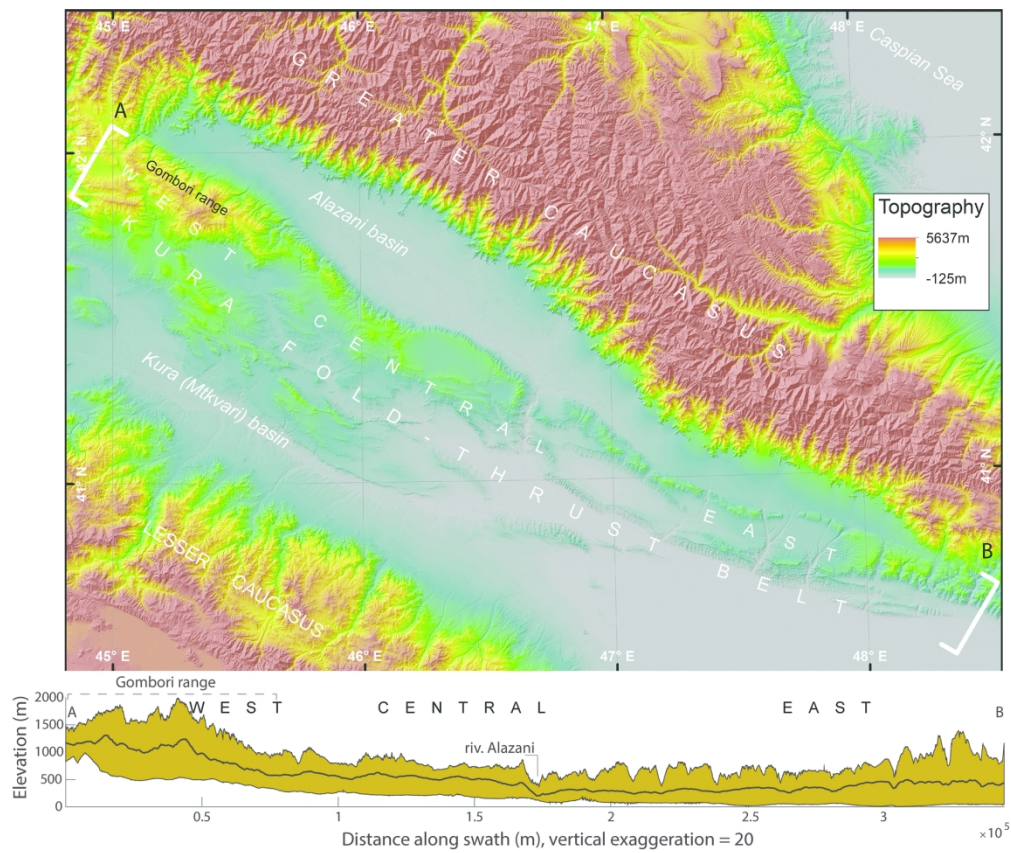 45° E
46° E
47° E
48° E
Caspian Sea
GREATER CAUCASUS
A
42° N
42° N
Gombori range
WEST
KURA FOLD-THRUST BELT
Alazani basin
Topography
5637m
-125m
CENTRAL
Kura (Mtkvari) basin
41° N
41° N
EAST
LESSER CAUCASUS
B
45° E
46° E
47° E
48° E
Gombori range
2000
A
WEST
CENTRAL
EAST
B
1500
riv. Alazani
1000
500
0
Elevation (m)
0.5
1
1.5
2
2.5
3
×10⁵
Distance along swath (m), vertical exaggeration = 20